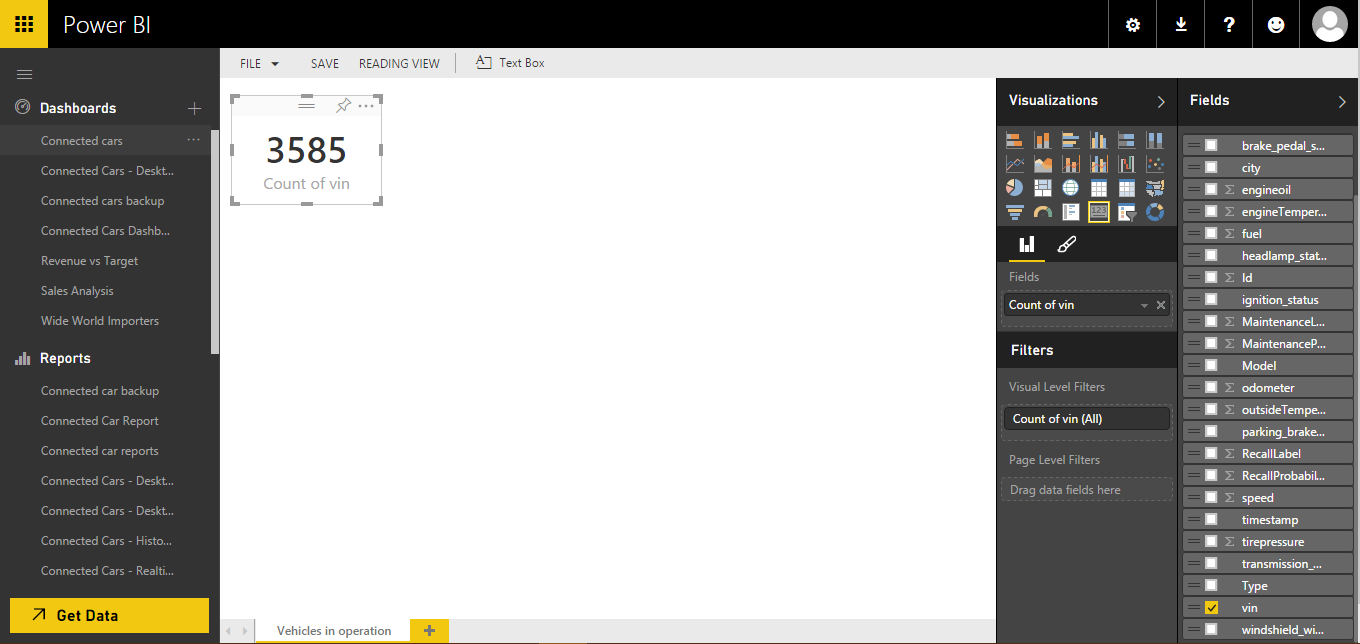 Power BI
?
Dashboards
Connected cars
Connected Cars - Deskt...
Connected cars backup
Connected Cars Dashb...
Revenue vs Target
Sales Analysis
Wide World Importers
Reports
Connected car backup
Connected Car Report
Connected car reports
Connected Cars - Deskt...
Connected Cars - Deskt...
Connected Cars - Histo...
Connected Cars - Realti...
Get Data
FILE SAVE READING VIEW Text Box
3585
Count of vin
Vehicles in operation
Visualizations
123
Fields
Count of vin
Filters
Visual Level Filters
Count of vin (All)
Page Level Filters
Drag data fields here
Fields
brake_pedal_s...
city
Σ engineoil
Σ engineTemper...
Σ fuel
headlamp_stat...
Σ Id
ignition_status
Σ MaintenanceL...
Σ MaintenanceP...
Model
Σ odometer
Σ outsideTempe...
parking_brake...
Σ RecallLabel
Σ RecallProbabil...
Σ speed
timestamp
Σ tirepressure
transmission_...
Type
vin
windshield_wi...